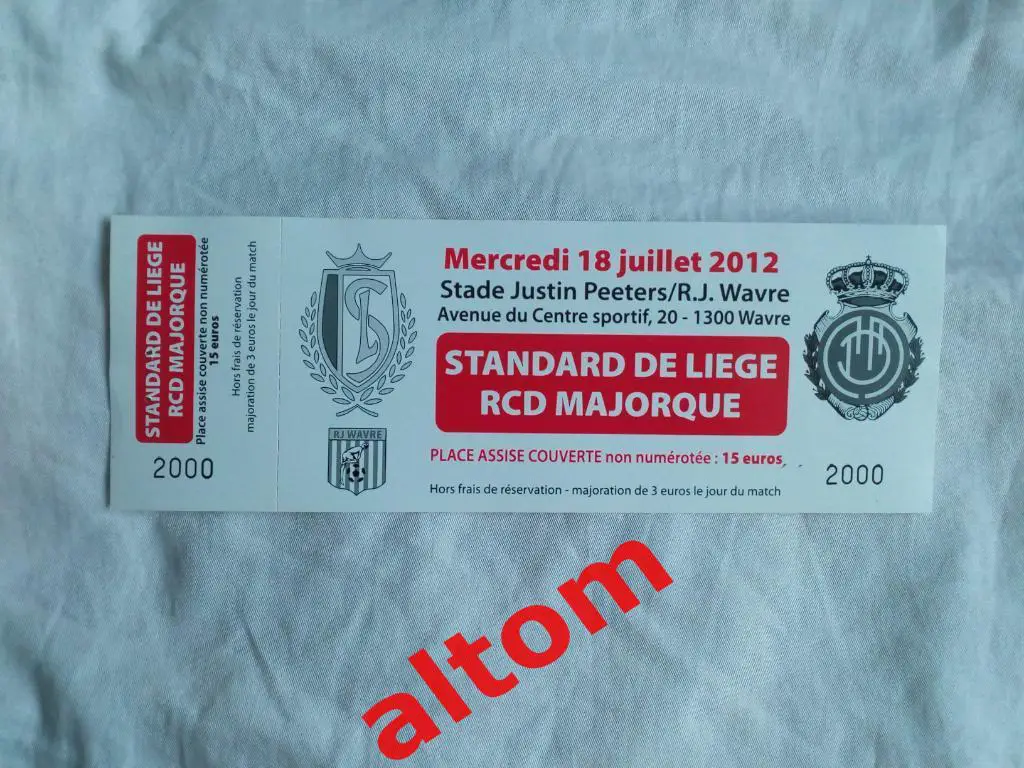 STANDARD DE LIEGE
RCD MAJORQUE
Place assise couverte non numérotée
15 euros
Hors frais de réservation
majoration de 3 euros le jour du match
2000
RJ WAVRE
Mercredi 18 juillet 2012
Stade Justin Peeters/R.J. Wavre
Avenue du Centre sportif, 20 - 1300 Wavre
STANDARD DE LIEGE
RCD MAJORQUE
PLACE ASSISE COUVERTE non numérotée : 15 euros
Hors frais de réservation - majoration de 3 euros le jour du match
2000
altom